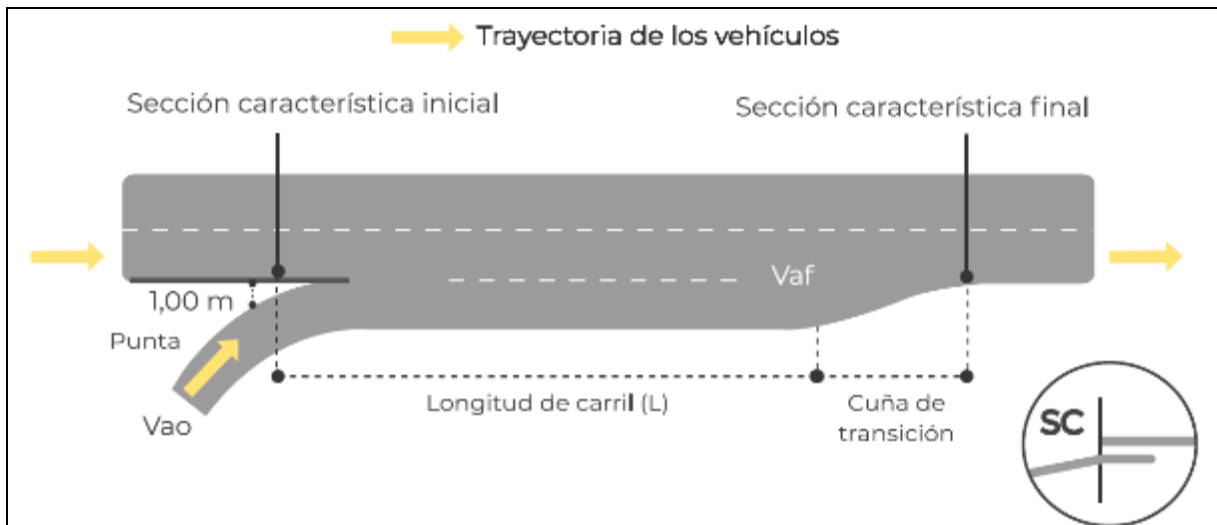 Trayectoria de los vehículos
Sección característica inicial
Sección característica final
Vaf
1,00 m
Punta
Vao
Longitud de carril (L)
Cuña de
transición
SC